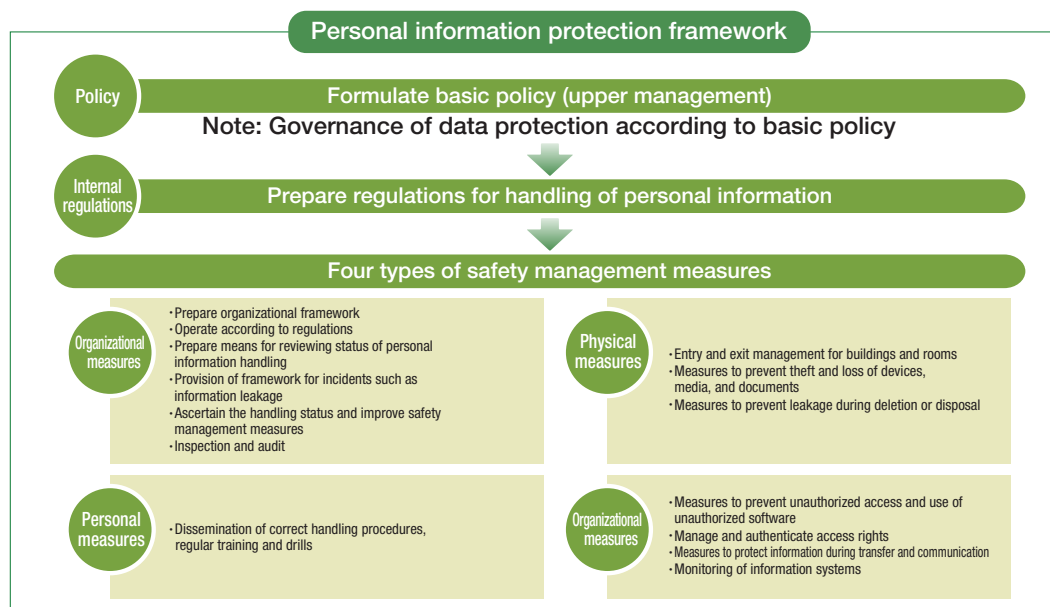 Personal information protection framework
Policy
Formulate basic policy (upper management)
Note: Governance of data protection according to basic policy
Internal
regulations
Prepare regulations for handling of personal information
Four types of safety management measures
Organizational
measures
・Prepare organizational framework
・Operate according to regulations
・Prepare means for reviewing status of personal
information handling
・Provision of framework for incidents such as
information leakage
・Ascertain the handling status and improve safety
management measures
・Inspection and audit
Physical
measures
・Entry and exit management for buildings and rooms
・Measures to prevent theft and loss of devices,
media, and documents
・Measures to prevent leakage during deletion or disposal
Personal
measures
・Dissemination of correct handling procedures,
regular training and drills
Organizational
measures
・Measures to prevent unauthorized access and use of
unauthorized software
・Manage and authenticate access rights
・Measures to protect information during transfer and communication
・Monitoring of information systems